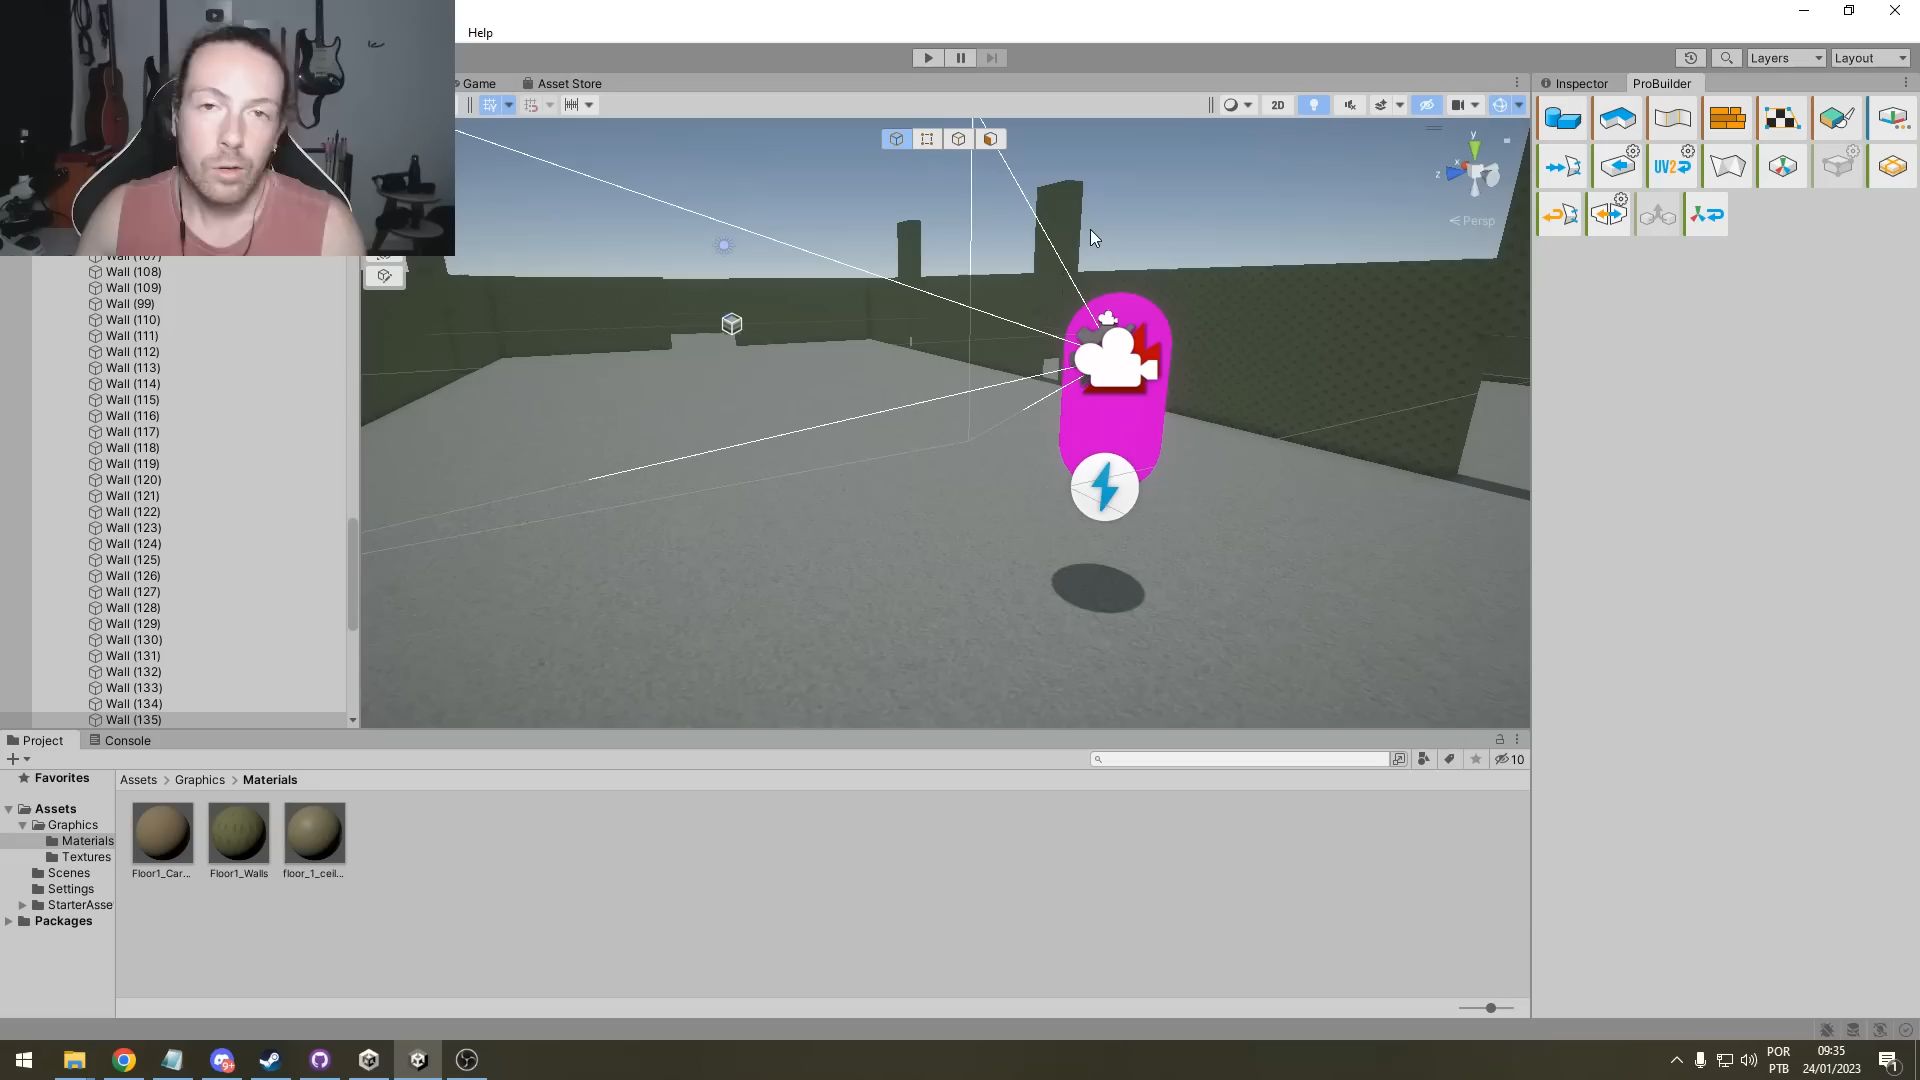 Help
Layers
Layout
Game
Asset Store
Inspector
ProBuilder
2D
UV2
y
x
z
Persp
Wall (107)
Wall (108)
Wall (109)
Wall (99)
Wall (110)
Wall (111)
Wall (112)
Wall (113)
Wall (114)
Wall (115)
Wall (116)
Wall (117)
Wall (118)
Wall (119)
Wall (120)
Wall (121)
Wall (122)
Wall (123)
Wall (124)
Wall (125)
Wall (126)
Wall (127)
Wall (128)
Wall (129)
Wall (130)
Wall (131)
Wall (132)
Wall (133)
Wall (134)
Wall (135)
Project
Console
10
Favorites
Assets > Graphics > Materials
Assets
Graphics
Materials
Textures
Scenes
Settings
StarterAsse
Packages
Floor1_Car...
Floor1_Walls
floor_1_ceil...
9+
POR
PTB
09:35
24/01/2023
1